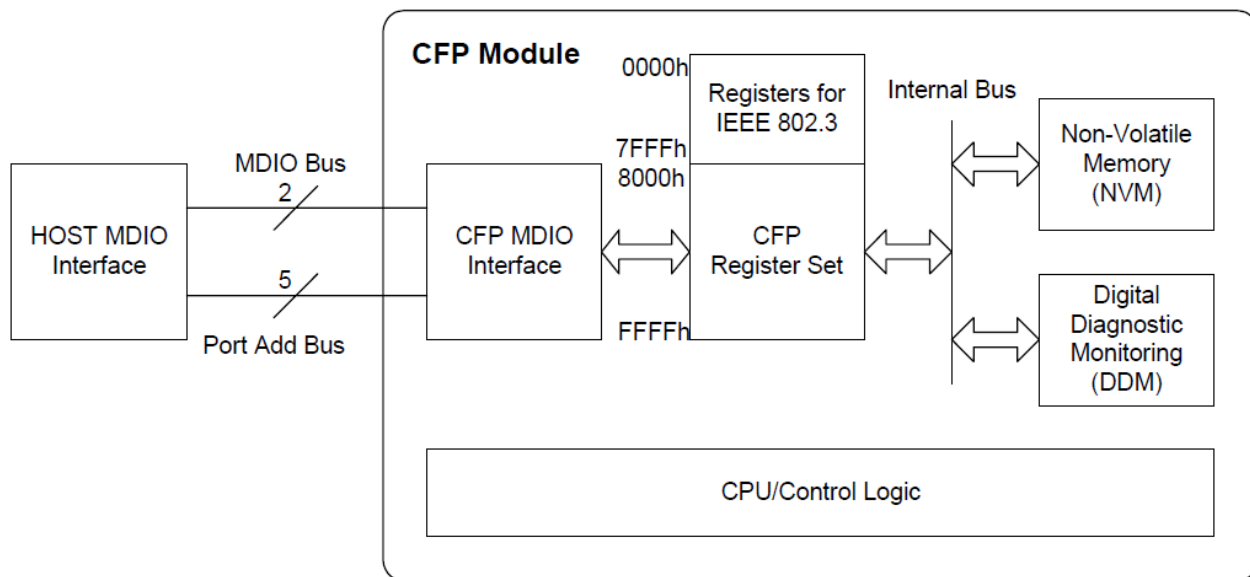 CFP Module
0000h
Registers for
IEEE 802.3
7FFFh
8000h
Internal Bus
Non-Volatile
Memory
(NVM)
MDIO Bus
2
HOST MDIO
Interface
5
Port Add Bus
CFP MDIO
Interface
CFP
Register Set
FFFFh
Digital
Diagnostic
Monitoring
(DDM)
CPU/Control Logic